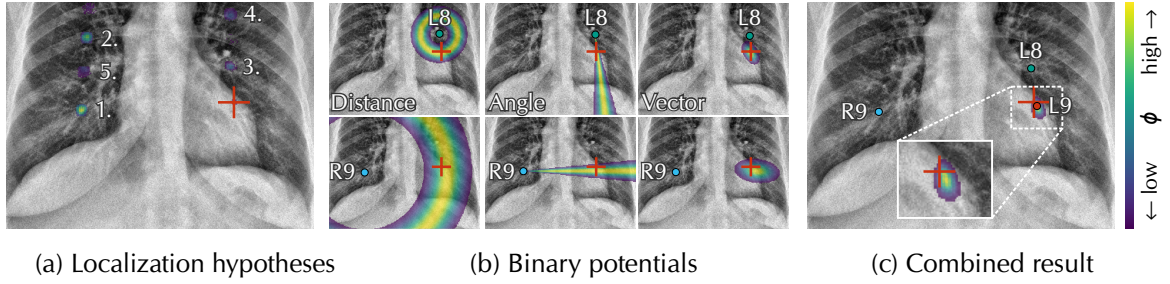 4.
2.
3.
5.
1.
L8
L8
L8
Distance
Angle
Vector
R9
R9
R9
L8
R9
L9
← low ϕ high →
(a) Localization hypotheses
(b) Binary potentials
(c) Combined result